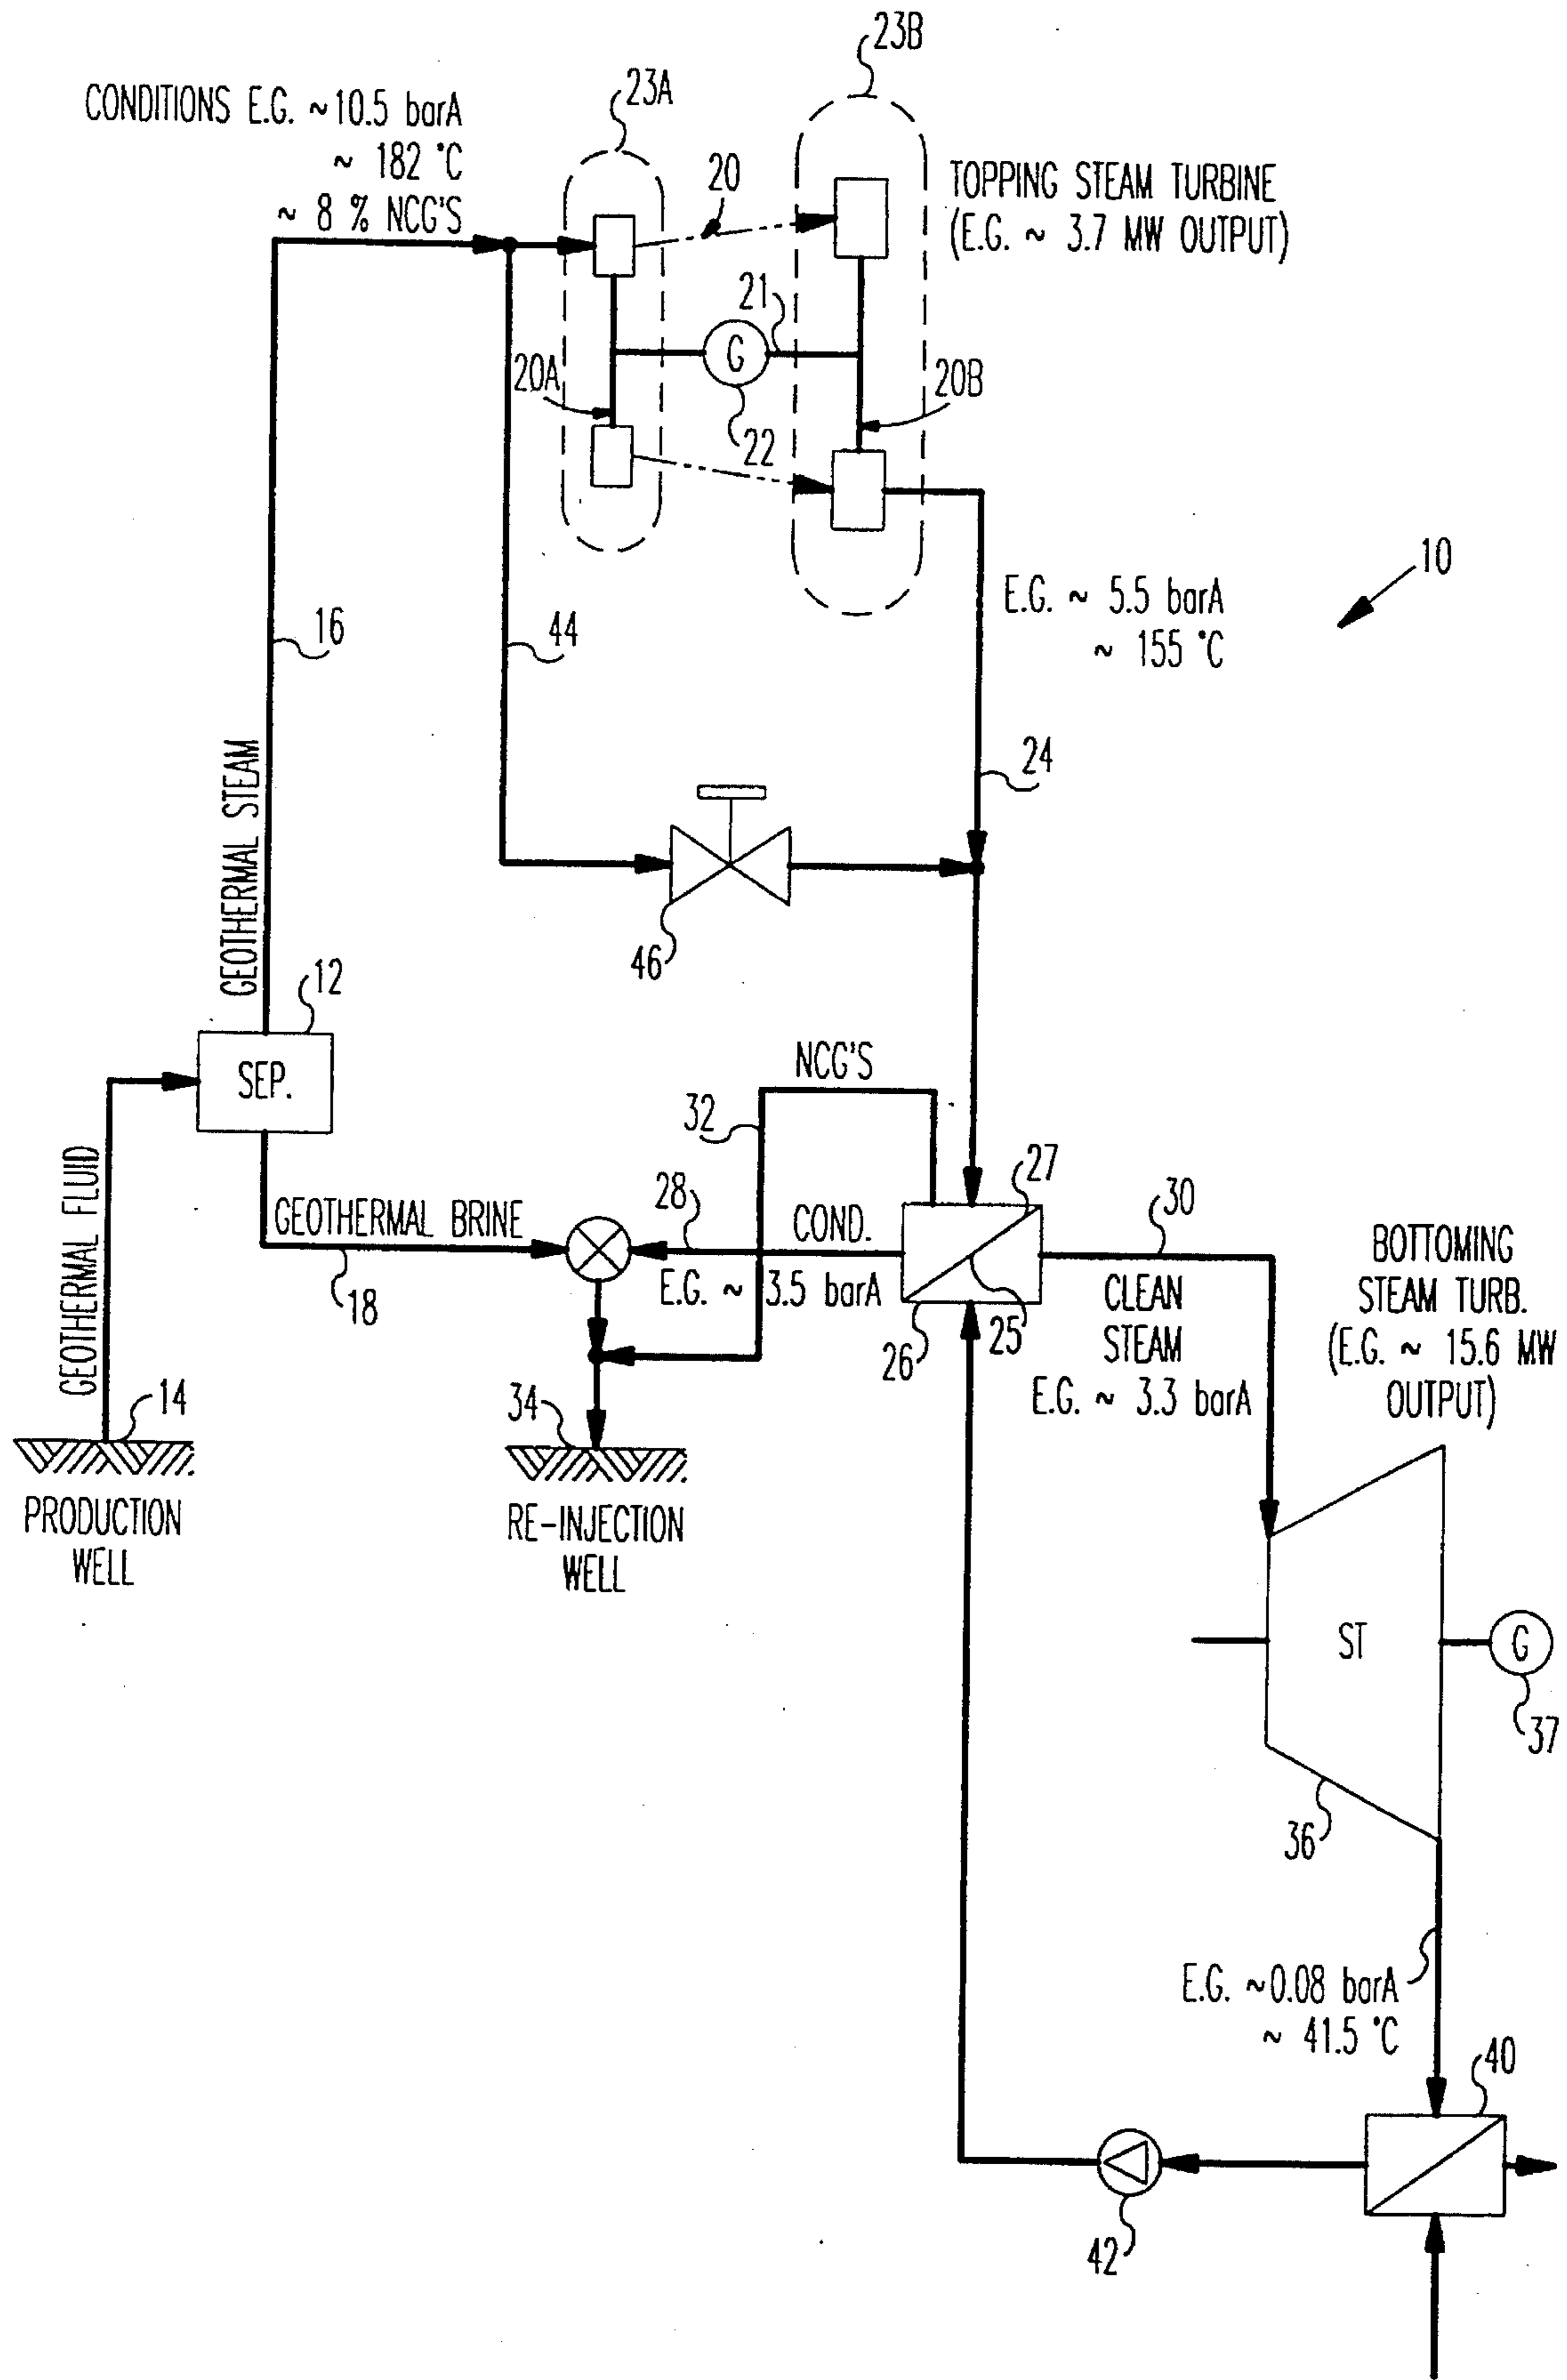 23B
CONDITIONS E.G. ~10.5 barA
~ 182 °C
~ 8 % NCG'S
23A
20
TOPPING STEAM TURBINE
(E.G. ~ 3.7 MW OUTPUT)
21
G
20A
20B
22
10
E.G. ~ 5.5 barA
~ 155 °C
16
44
24
GEOTHERMAL STEAM
46
12
SEP.
NCG'S
32
27
GEOTHERMAL FLUID
GEOTHERMAL BRINE
28
COND.
30
18
E.G. ~ 3.5 barA
26
25
CLEAN
STEAM
E.G. ~ 3.3 barA
BOTTOMING
STEAM TURB.
(E.G. ~ 15.6 MW
OUTPUT)
14
34
PRODUCTION
WELL
RE-INJECTION
WELL
ST
G
37
36
E.G. ~0.08 barA
~ 41.5 °C
40
42